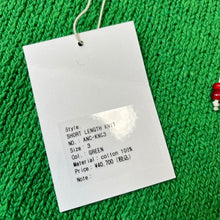 Style:
SHORT LENGTH KNIT
NO. : ANC-KNC3
Size : 3
Col. : GREEN
Material : cotton 100%
Price : ¥40,700 (税込)
Note :